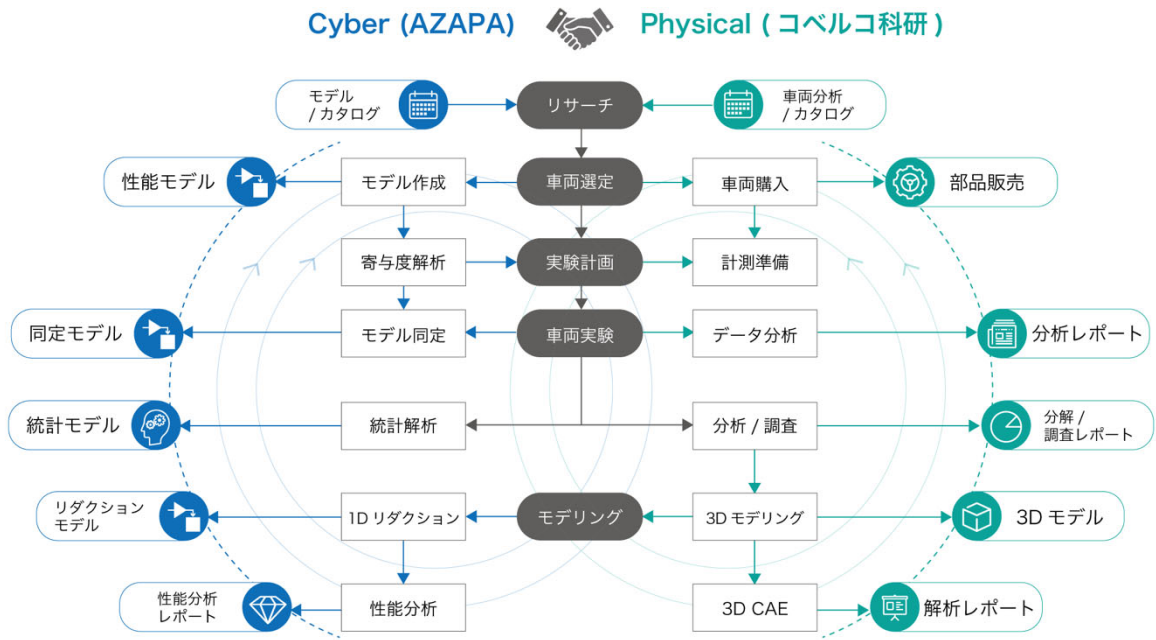 Cyber (AZAPA)
Physical ( コベルコ科研 )
モデル
/ カタログ
リサーチ
車両分析
/ カタログ
性能モデル
モデル作成
車両選定
車両購入
部品販売
寄与度解析
実験計画
計測準備
同定モデル
モデル同定
車両実験
データ分析
分析レポート
統計モデル
統計解析
分析 / 調査
分解 /
調査レポート
リダクション
モデル
1D リダクション
モデリング
3D モデリング
3D モデル
性能分析
レポート
性能分析
3D CAE
解析レポート